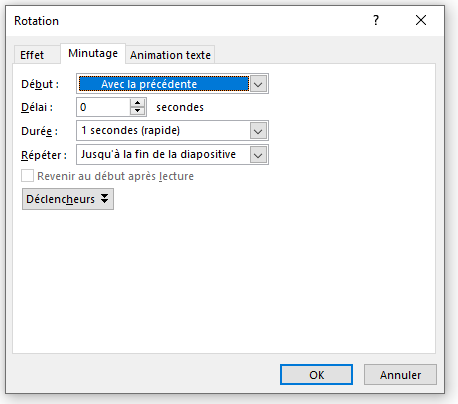 Rotation ?
Effet Minutage Animation texte
Début : Avec la précédente
Délai : 0 secondes
Durée : 1 secondes (rapide)
Répéter : Jusqu'à la fin de la diapositive
Revenir au début après lecture
Déclencheurs
OK Annuler